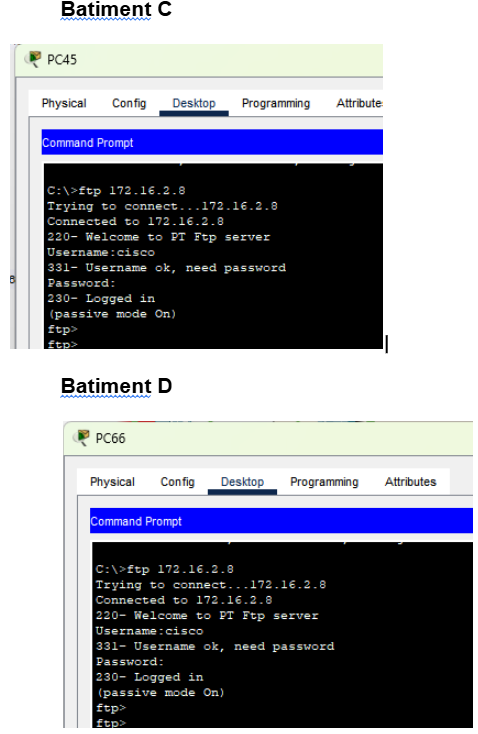 Batiment C
PC45
Physical Config Desktop Programming Attribute
Command Prompt
C:\>ftp 172.16.2.8
Trying to connect...172.16.2.8
Connected to 172.16.2.8
220- Welcome to PT Ftp server
Username:cisco
331- Username ok, need password
Password:
230- Logged in
(passive mode On)
ftp>
ftp>
Batiment D
PC66
Physical Config Desktop Programming Attributes
Command Prompt
C:\>ftp 172.16.2.8
Trying to connect...172.16.2.8
Connected to 172.16.2.8
220- Welcome to PT Ftp server
Username:cisco
331- Username ok, need password
Password:
230- Logged in
(passive mode On)
ftp>
ftp>